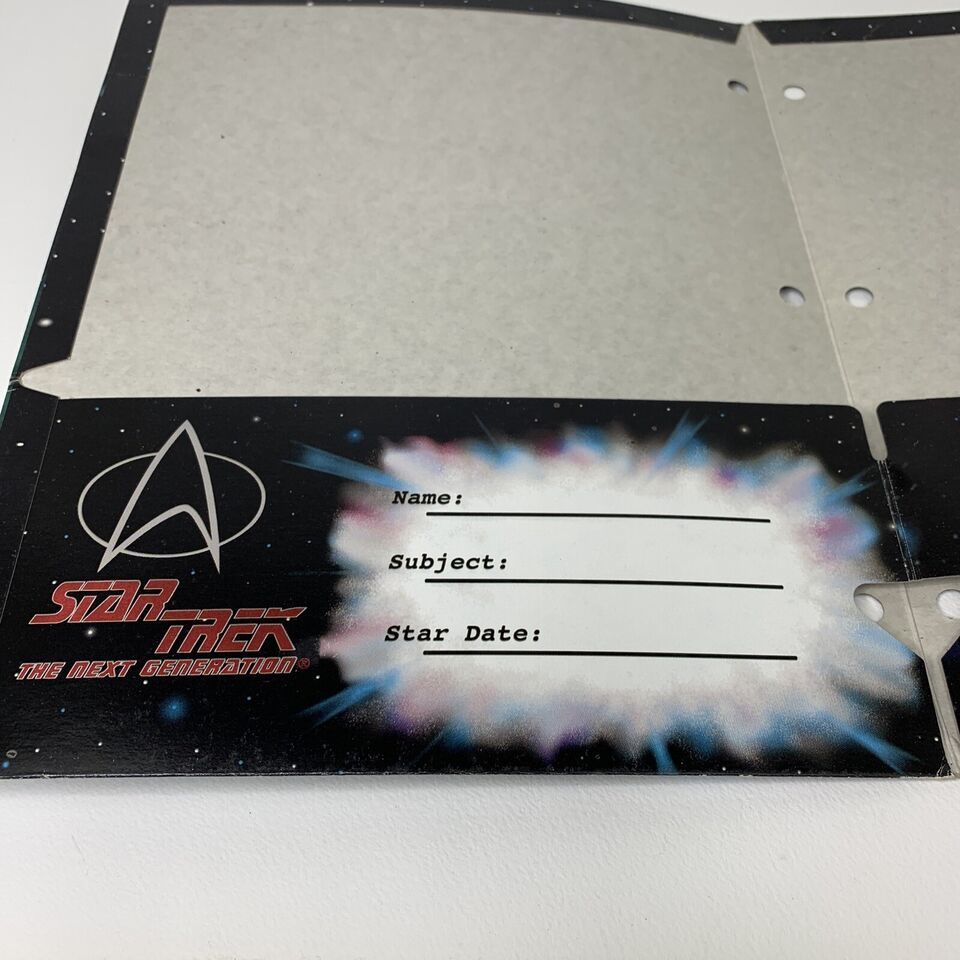 Name:
Subject:
Star Date:
STAR
TREK
THE NEXT GENERATION®